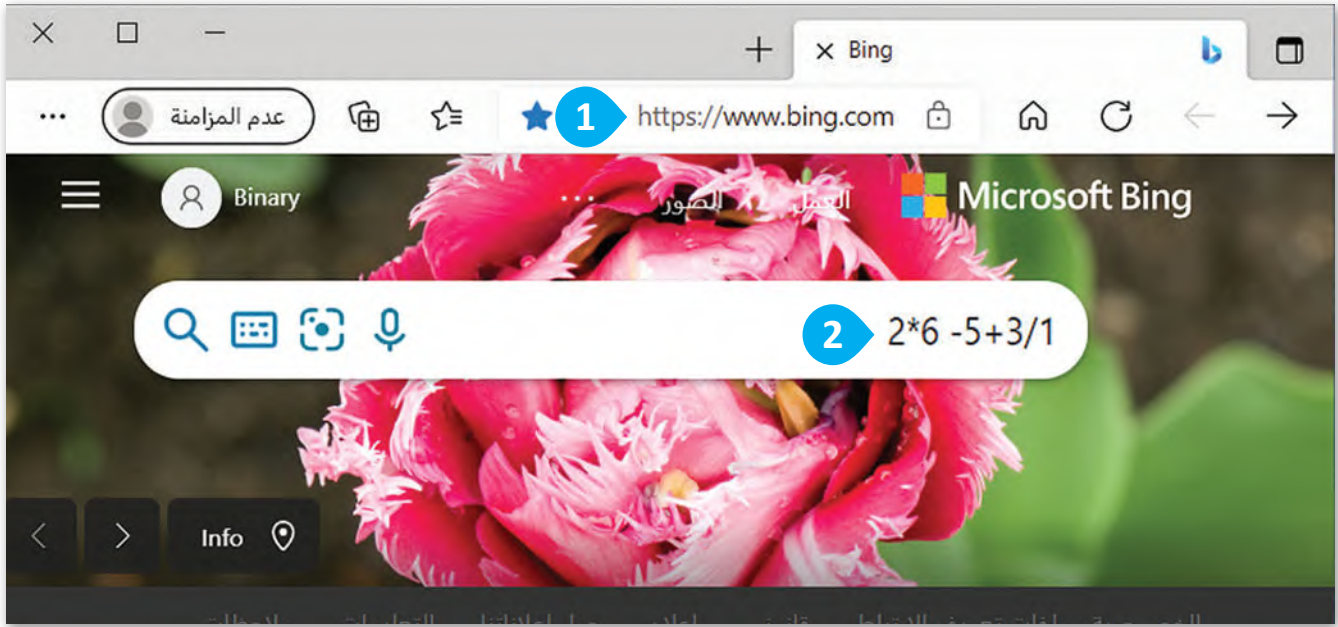 Bing
عدم المزامنة
1
https://www.bing.com
Microsoft Bing
العمل
الصور
...
Binary
2
2*6 -5+3/1
Info